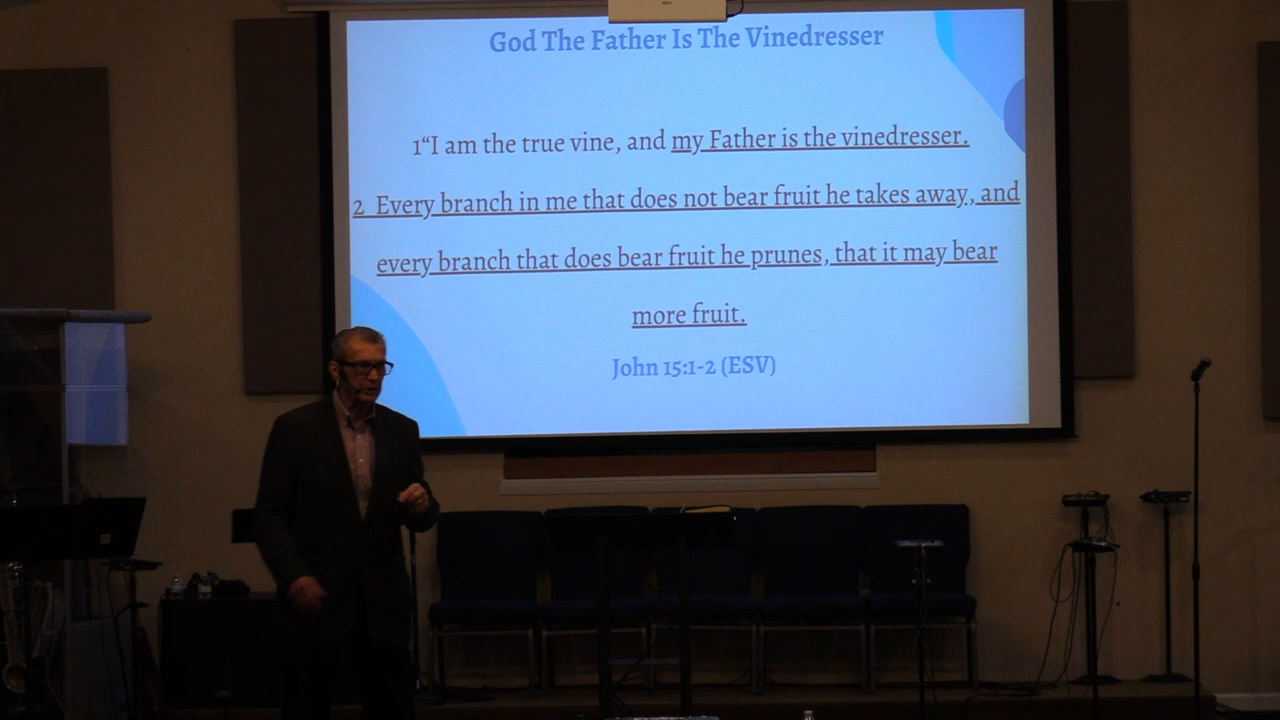 God The Father Is The Vinedresser
1“I am the true vine, and my Father is the vinedresser.
2 Every branch in me that does not bear fruit he takes away, and
every branch that does bear fruit he prunes, that it may bear
more fruit.
John 15:1-2 (ESV)